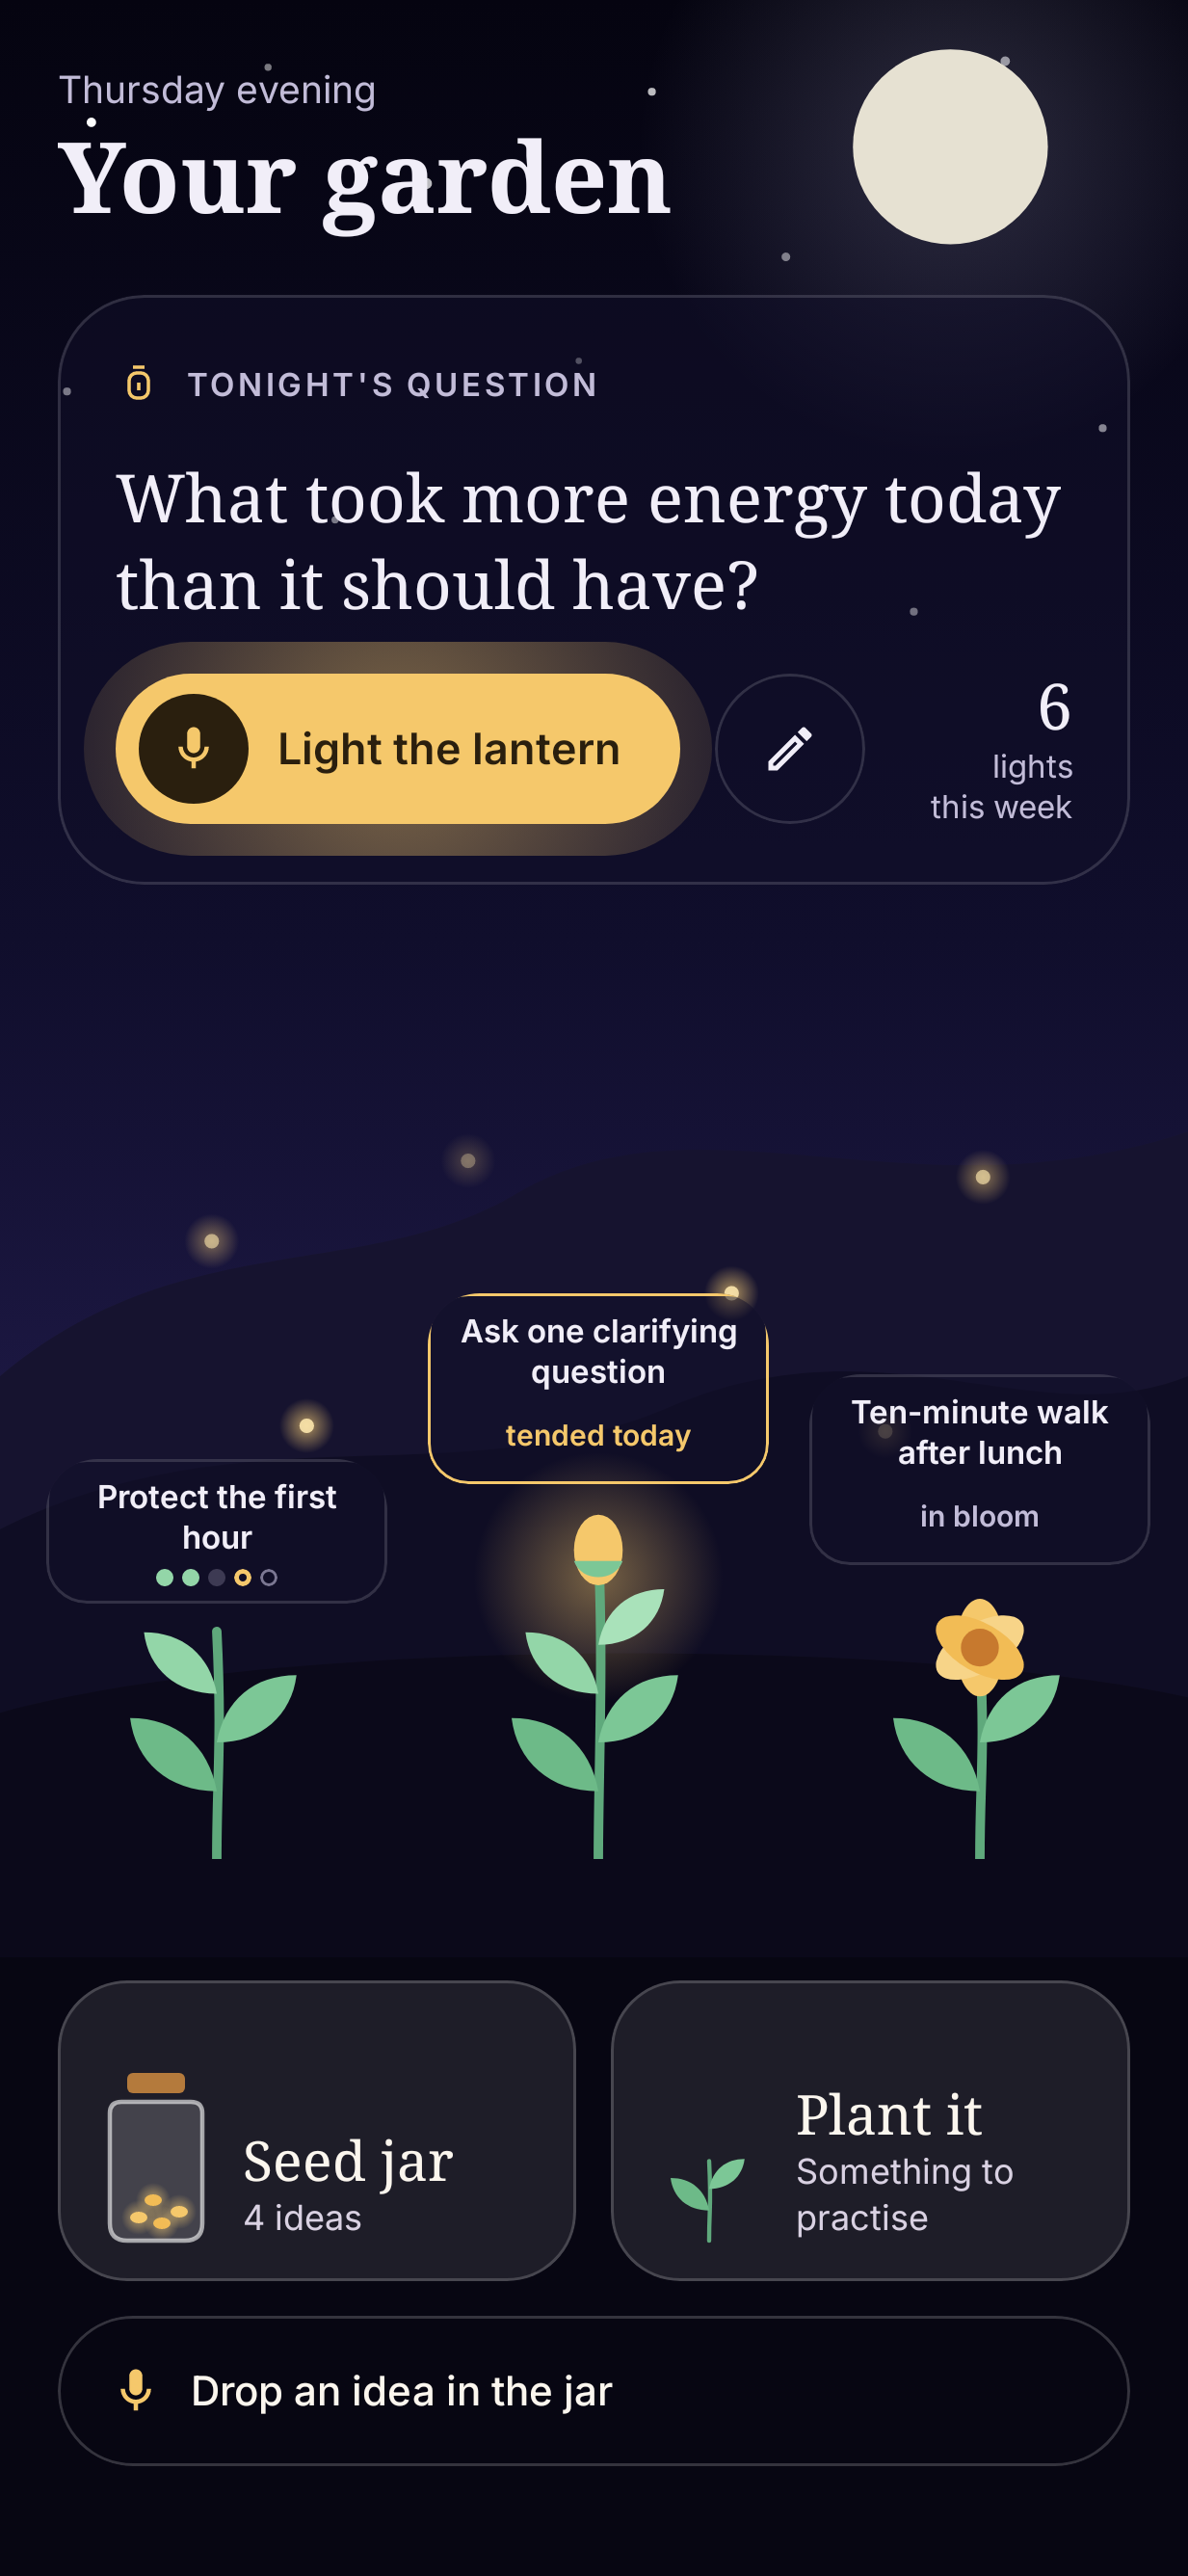 Thursday evening
Your garden
TONIGHT'S QUESTION
What took more energy today
than it should have?
Light the lantern
6
lights
this week
Ask one clarifying
question
tended today
Ten-minute walk
after lunch
in bloom
Protect the first
hour
Seed jar
4 ideas
Plant it
Something to
practise
Drop an idea in the jar